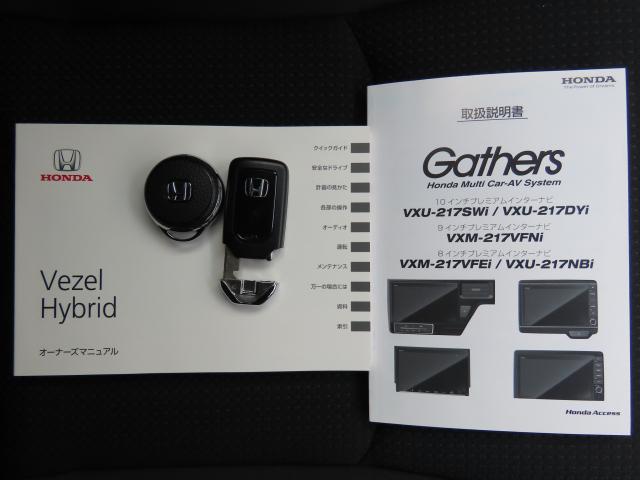 HONDA
Vezel
Hybrid
オーナーズマニュアル
クイックガイド
安全なドライブ
計器の見かた
各部の操作
オーディオ
運転
メンテナンス
万一の場合には
資料
索引
HONDA
The Power of Dreams
取扱説明書
Gathers
Honda Multi Car-AV System
10インチプレミアムインターナビ
VXU-217SWi / VXU-217DYi
9インチプレミアムインターナビ
VXM-217VFNi
8インチプレミアムインターナビ
VXM-217VFEi / VXU-217NBi
Honda Access